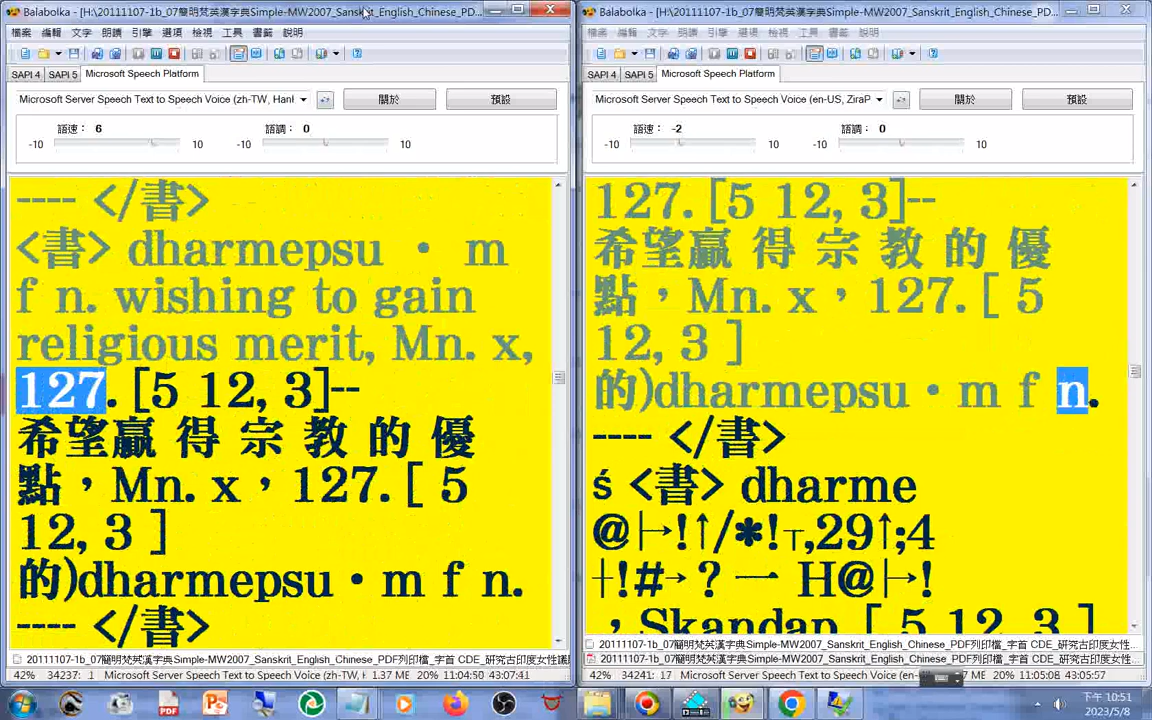 Balabolka - [H:\20111107-1b_07簡明梵英漢字典Simple-MW2007_Sanskrit_English_Chinese_PD...
檔案 編輯 文字 朗讀 引擎 選項 檢視 工具 書籤 說明
SAPI 4 SAPI 5 Microsoft Speech Platform
Microsoft Server Speech Text to Speech Voice (zh-TW, Hanl
關於 預設
語速： 6 語調： 0
-10 10 -10 10
---- </書>
<書> dharmepsu • m
f n. wishing to gain
religious merit, Mn. x,
127. [5 12, 3]--
希望贏 得 宗 教 的 優
點，Mn. x，127. [ 5
12, 3 ]
的)dharmepsu • m f n.
---- </書>
20111107-1b_07簡明梵英漢字典Simple-MW2007_Sanskrit_English_Chinese_PDF列印檔_字首 CDE_研究古印度女性議
42% 34237: 1 Microsoft Server Speech Text to Speech Voice (zh-TW, H 1.37 MB 20% 11:04:50 43:07:41
Balabolka - [H:\20111107-1b_07簡明梵英漢字典Simple-MW2007_Sanskrit_English_Chinese_PD...
檔案 編輯 文字 朗讀 引擎 選項 檢視 工具 書籤 說明
SAPI 4 SAPI 5 Microsoft Speech Platform
Microsoft Server Speech Text to Speech Voice (en-US, ZiraP
關於 預設
語速： -2 語調： 0
-10 10 -10 10
127. [5 12, 3]--
希望贏 得 宗 教 的 優
點，Mn. x，127. [ 5
12, 3 ]
的)dharmepsu • m f n.
---- </書>
ś <書> dharme
@├→!↑/*!┬,29↑;4
┼!#→？一 H@├→!
，Skandap. [ 5 12, 3 ]
20111107-1b_07簡明梵英漢字典Simple-MW2007_Sanskrit_English_Chinese_PDF列印檔_字首 CDE_研究古印度女性
20111107-1b_07簡明梵英漢字典Simple-MW2007_Sanskrit_English_Chinese_PDF列印檔_字首 CDE_研究古印度女性
42% 34241: 17 Microsoft Server Speech Text to Speech Voice (en-US 20% 11:05:08 43:05:57
下午 10:51
2023/5/8